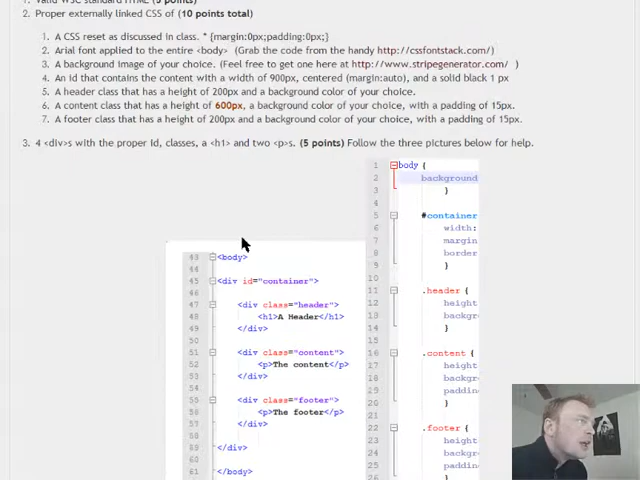 1. Valid W3C standard HTML (5 points)
2. Proper externally linked CSS of (10 points total)
1. A CSS reset as discussed in class. * {margin:0px;padding:0px;}
2. Arial font applied to the entire <body> (Grab the code from the handy http://cssfontstack.com/)
3. A background image of your choice. (Feel free to get one here at http://www.stripegenerator.com/ )
4. An id that contains the content with a width of 900px, centered (margin:auto), and a solid black 1 px
5. A header class that has a height of 200px and a background color of your choice.
6. A content class that has a height of 600px, a background color of your choice, with a padding of 15px.
7. A footer class that has a height of 200px and a background color of your choice, with a padding of 15px.
3. 4 <div>s with the proper Id, classes, a <h1> and two <p>s. (5 points) Follow the three pictures below for help.
43 <body>
44
45 <div id="container">
46
47 <div class="header">
48 <h1>A Header</h1>
49 </div>
50
51 <div class="content">
52 <p>The content</p>
53 </div>
54
55 <div class="footer">
56 <p>The footer</p>
57 </div>
58
59 </div>
60
61 </body>
1 body {
2 background
3 }
4
5 #container
6 width:
7 margin
8 border
9 }
10
11 .header {
12 height
13 backgr
14 }
15
16 .content {
17 height
18 backgr
19 paddin
20 }
21
22 .footer {
23 height
24 backgr
25 paddin
26 }